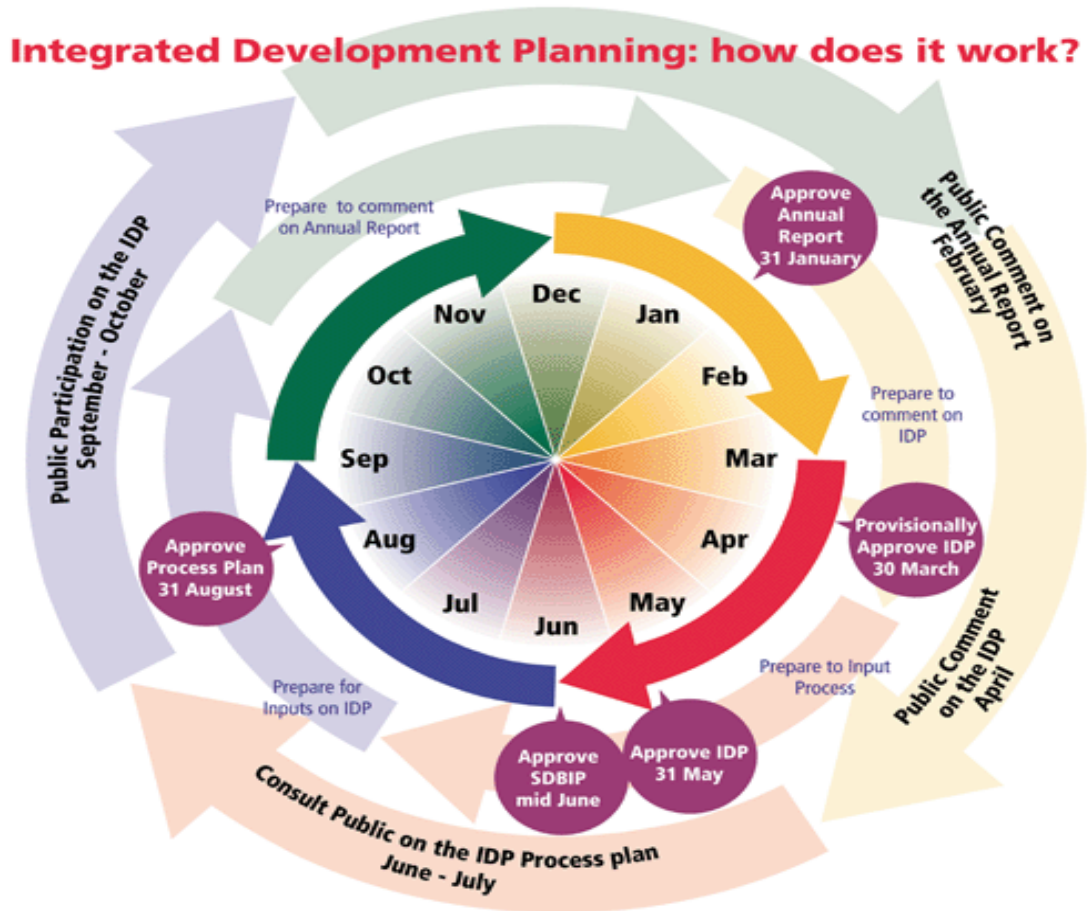 Integrated Development Planning: how does it work?
Public Participation on the IDP
September - October
Prepare to comment
on Annual Report
Approve
Annual
Report
31 January
Public Comment on
the Annual Report
February
Prepare to
comment on
IDP
Provisionally
Approve IDP
30 March
Public Comment
on the IDP
April
Prepare to Input
Process
Approve IDP
31 May
Approve
SDBIP
mid June
Consult Public on the IDP Process plan
June - July
Prepare for
Inputs on IDP
Approve
Process Plan
31 August
Dec
Jan
Feb
Mar
Apr
May
Jun
Jul
Aug
Sep
Oct
Nov